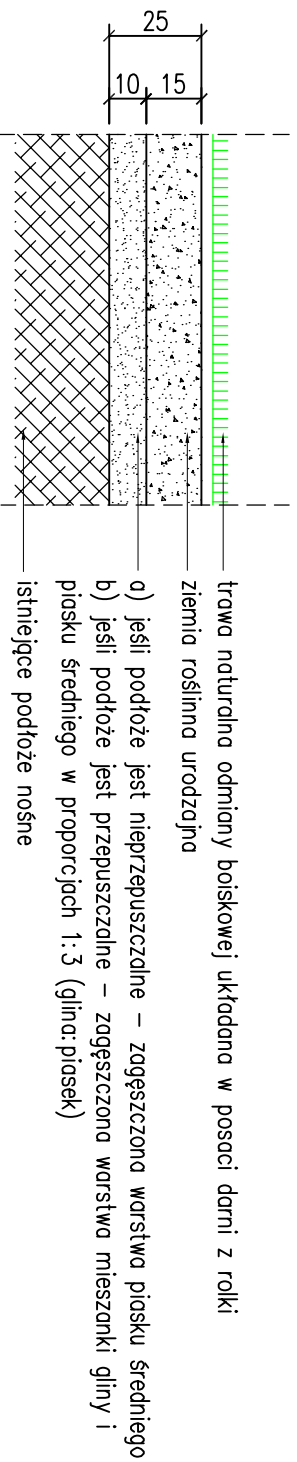 25
10 15
trawa naturalna odmiany boiskowej układana w posaci darni z rolki
ziemia roślinna urodzajna
a) jeśli podłoże jest nieprzepuszczalne – zagęszczona warstwa piasku średniego
b) jeśli podłoże jest przepuszczalne – zagęszczona warstwa mieszanki gliny i
piasku średniego w proporcjach 1:3 (glina:piasek)
istniejące podłoże nośne